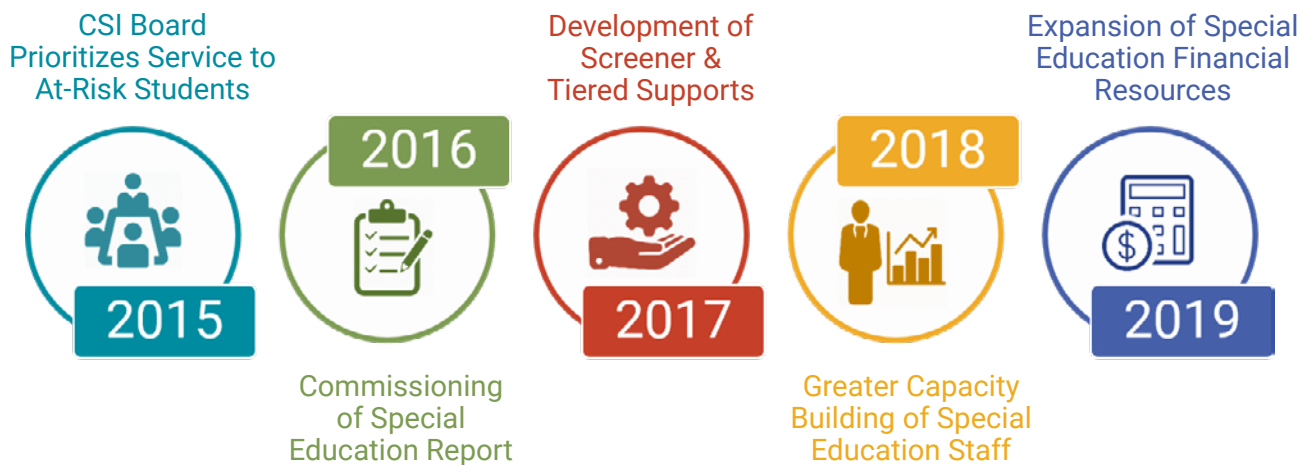 CSI Board
Prioritizes Service to
At-Risk Students
2015
2016
Commissioning
of Special
Education Report
Development of
Screener &
Tiered Supports
2017
2018
Greater Capacity
Building of Special
Education Staff
Expansion of Special
Education Financial
Resources
$
2019